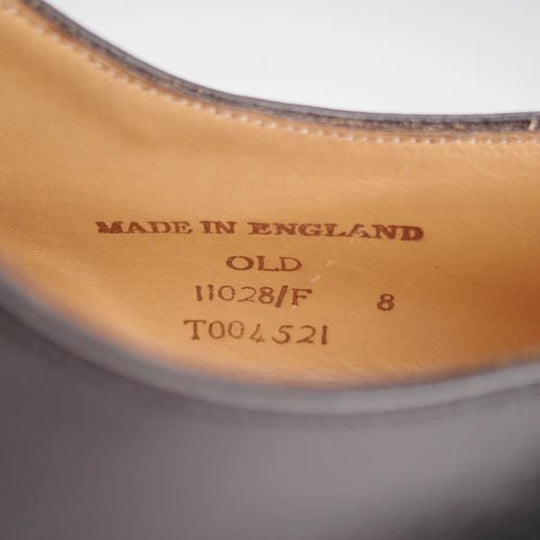 MADE IN ENGLAND
OLD
11028/F 8
T004521